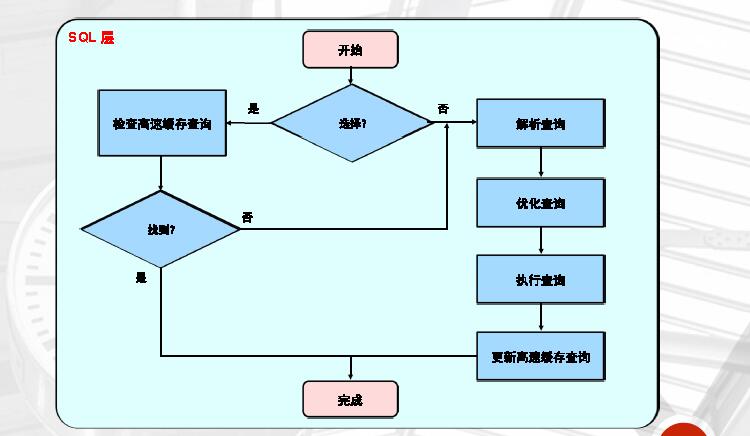 SQL 层
开始
是
选择?
否
检查高速缓存查询
解析查询
找到?
否
优化查询
是
执行查询
更新高速缓存查询
完成